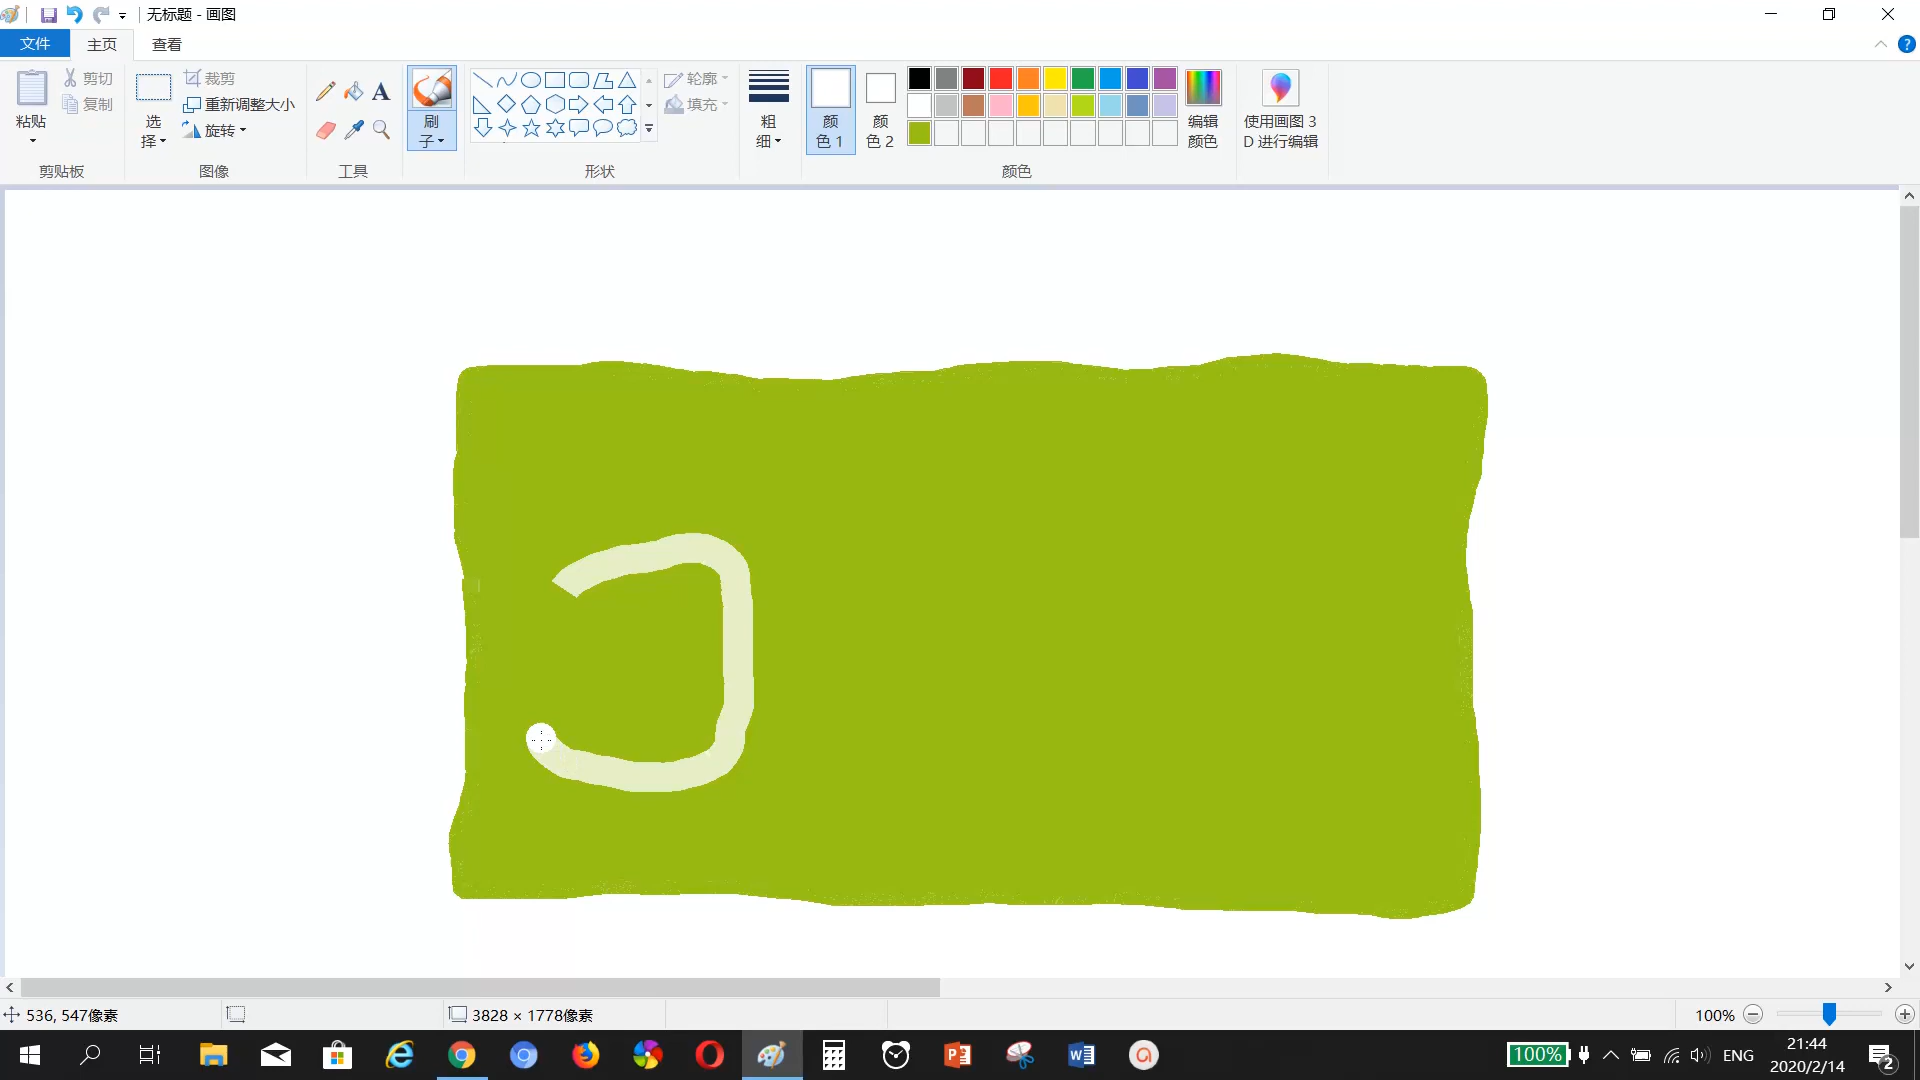 无标题 - 画图
文件 主页 查看
粘贴 剪切 复制 剪贴板
选择 裁剪 重新调整大小 旋转 图像
A 工具
刷子
轮廓 填充 形状
粗细
颜色 1 颜色 2 编辑颜色 颜色
使用画图 3D 进行编辑
536, 547像素 3828 × 1778像素 100%
100% ENG 21:44
2020/2/14 2